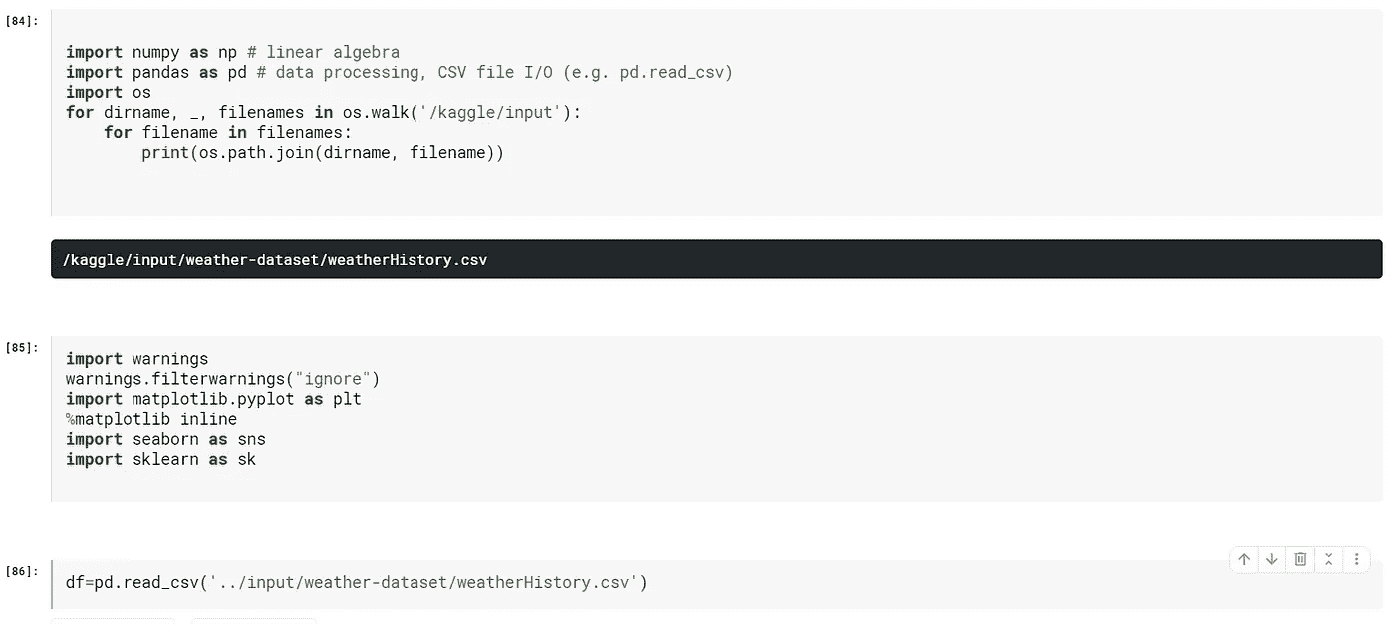 [84]:
import numpy as np # linear algebra
import pandas as pd # data processing, CSV file I/O (e.g. pd.read_csv)
import os
for dirname, _, filenames in os.walk('/kaggle/input'):
    for filename in filenames:
        print(os.path.join(dirname, filename))
/kaggle/input/weather-dataset/weatherHistory.csv
[85]:
import warnings
warnings.filterwarnings("ignore")
import matplotlib.pyplot as plt
%matplotlib inline
import seaborn as sns
import sklearn as sk
[86]:
df=pd.read_csv('../input/weather-dataset/weatherHistory.csv')